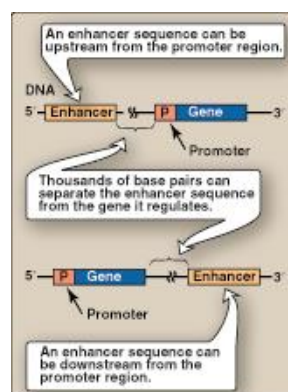 An enhancer sequence can be
upstream from the promoter region.
DNA
5´ Enhancer P Gene 3´
Promoter
Thousands of base pairs can
separate the enhancer sequence
from the gene it regulates.
5´ P Gene Enhancer 3´
Promoter
An enhancer sequence can
be downstream from the
promoter region.